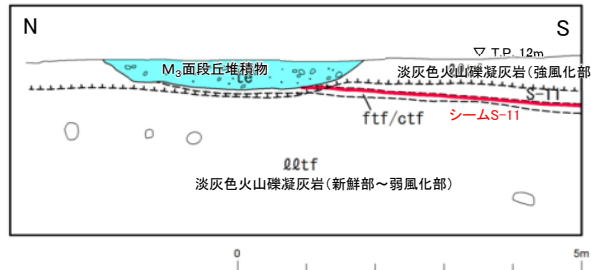 N
S
▽ T.P. 12m
M₃面段丘堆積物
te
淡灰色火山礫凝灰岩(強風化部
S-11
ftf/ctf
シームS-11
ℓℓtf
淡灰色火山礫凝灰岩(新鮮部~弱風化部)
0
5m